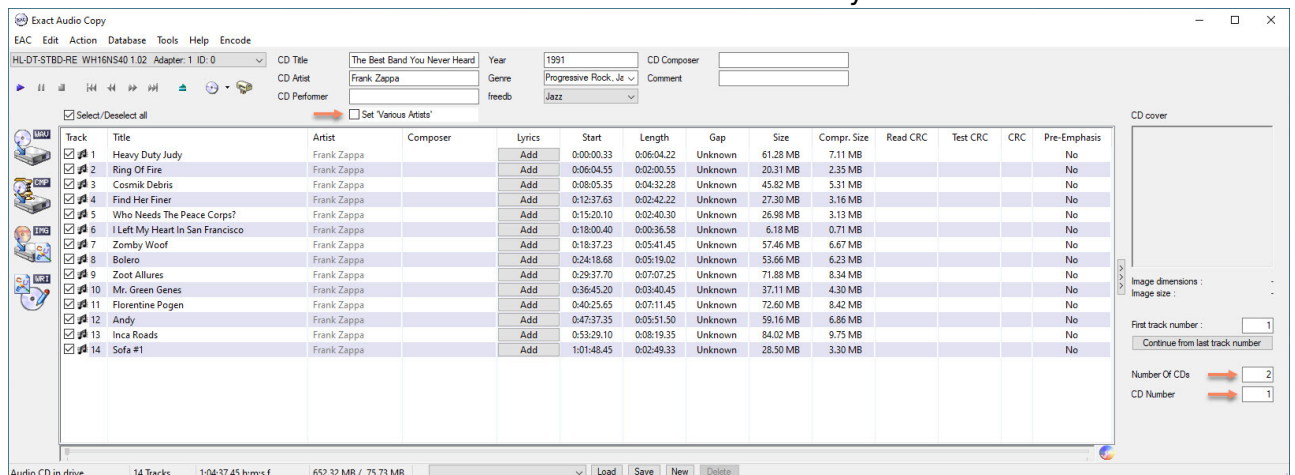 Exact Audio Copy
EAC Edit Action Database Tools Help Encode
HL-DT-STBD-RE WH16NS40 1.02 Adapter: 1 ID: 0
CD Title The Best Band You Never Heard Year 1991 CD Composer
CD Artist Frank Zappa Genre Progressive Rock, Ja Comment
CD Performer freedb Jazz
Select/Deselect all Set 'Various Artists' CD cover
WAV
CMP
IMG
WRI
Track Title Artist Composer Lyrics Start Length Gap Size Compr. Size Read CRC Test CRC CRC Pre-Emphasis
1 Heavy Duty Judy Frank Zappa Add 0:00:00.33 0:06:04.22 Unknown 61.28 MB 7.11 MB No
2 Ring Of Fire Frank Zappa Add 0:06:04.55 0:02:00.55 Unknown 20.31 MB 2.35 MB No
3 Cosmik Debris Frank Zappa Add 0:08:05.35 0:04:32.28 Unknown 45.82 MB 5.31 MB No
4 Find Her Finer Frank Zappa Add 0:12:37.63 0:02:42.22 Unknown 27.30 MB 3.16 MB No
5 Who Needs The Peace Corps? Frank Zappa Add 0:15:20.10 0:02:40.30 Unknown 26.98 MB 3.13 MB No
6 I Left My Heart In San Francisco Frank Zappa Add 0:18:00.40 0:00:36.58 Unknown 6.18 MB 0.71 MB No
7 Zomby Woof Frank Zappa Add 0:18:37.23 0:05:41.45 Unknown 57.46 MB 6.67 MB No
8 Bolero Frank Zappa Add 0:24:18.68 0:05:19.02 Unknown 53.66 MB 6.23 MB No
9 Zoot Allures Frank Zappa Add 0:29:37.70 0:07:07.25 Unknown 71.88 MB 8.34 MB No
10 Mr. Green Genes Frank Zappa Add 0:36:45.20 0:03:40.45 Unknown 37.11 MB 4.30 MB No
11 Florentine Pogen Frank Zappa Add 0:40:25.65 0:07:11.45 Unknown 72.60 MB 8.42 MB No
12 Andy Frank Zappa Add 0:47:37.35 0:05:51.50 Unknown 59.16 MB 6.86 MB No
13 Inca Roads Frank Zappa Add 0:53:29.10 0:08:19.35 Unknown 84.02 MB 9.75 MB No
14 Sofa #1 Frank Zappa Add 1:01:48.45 0:02:49.33 Unknown 28.50 MB 3.30 MB No
Image dimensions : -
Image size : -
First track number : 1
Continue from last track number
Number Of CDs 2
CD Number 1
Audio CD in drive 14 Tracks 1:04:37.45 h:m:s.f 652.32 MB / 75.73 MB Load Save New Delete